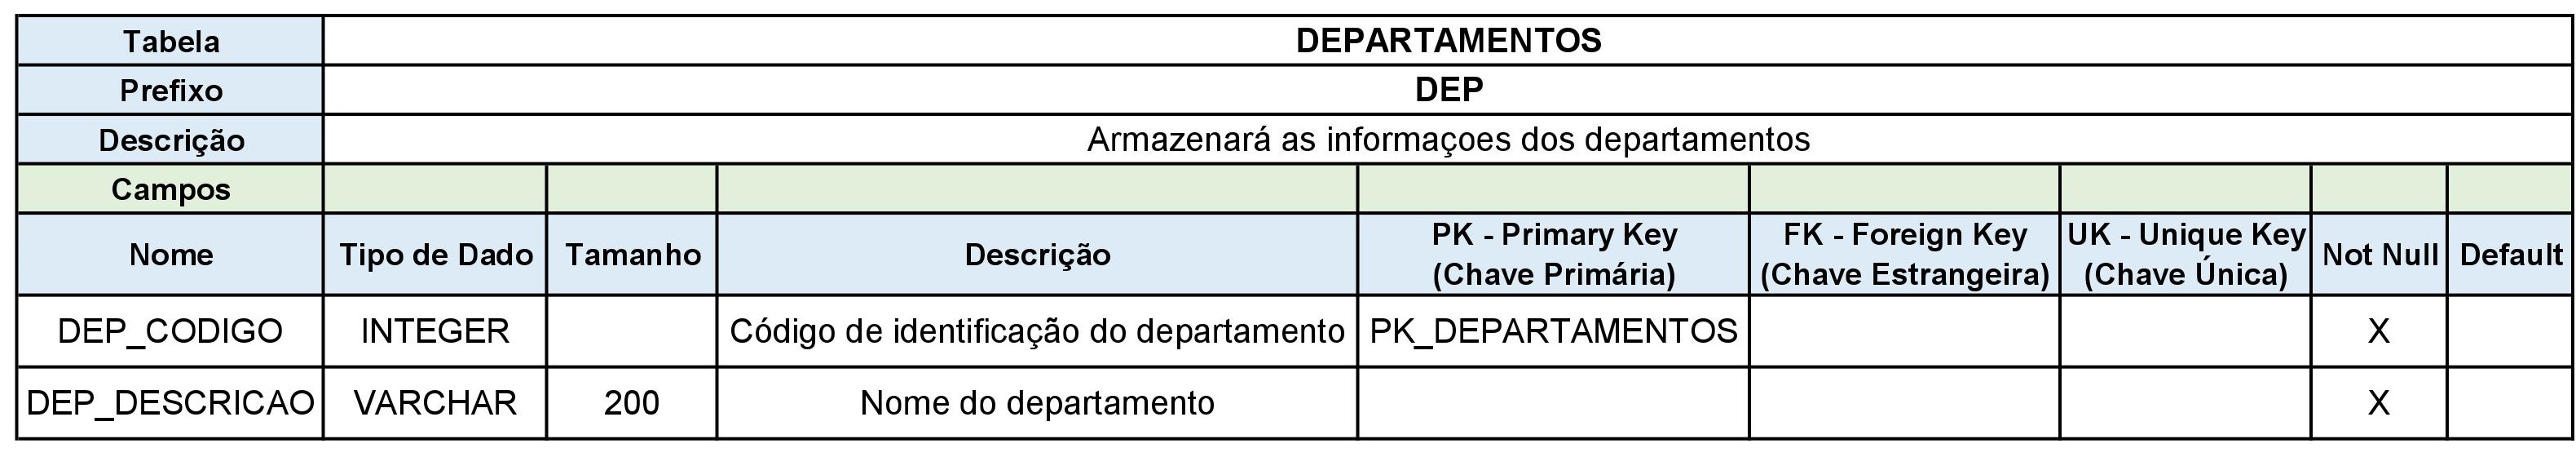 Tabela DEPARTAMENTOS
Prefixo DEP
Descrição Armazenará as informaçoes dos departamentos
Campos
Nome Tipo de Dado Tamanho Descrição PK - Primary Key (Chave Primária) FK - Foreign Key (Chave Estrangeira) UK - Unique Key (Chave Única) Not Null Default
DEP_CODIGO INTEGER Código de identificação do departamento PK_DEPARTAMENTOS X
DEP_DESCRICAO VARCHAR 200 Nome do departamento X